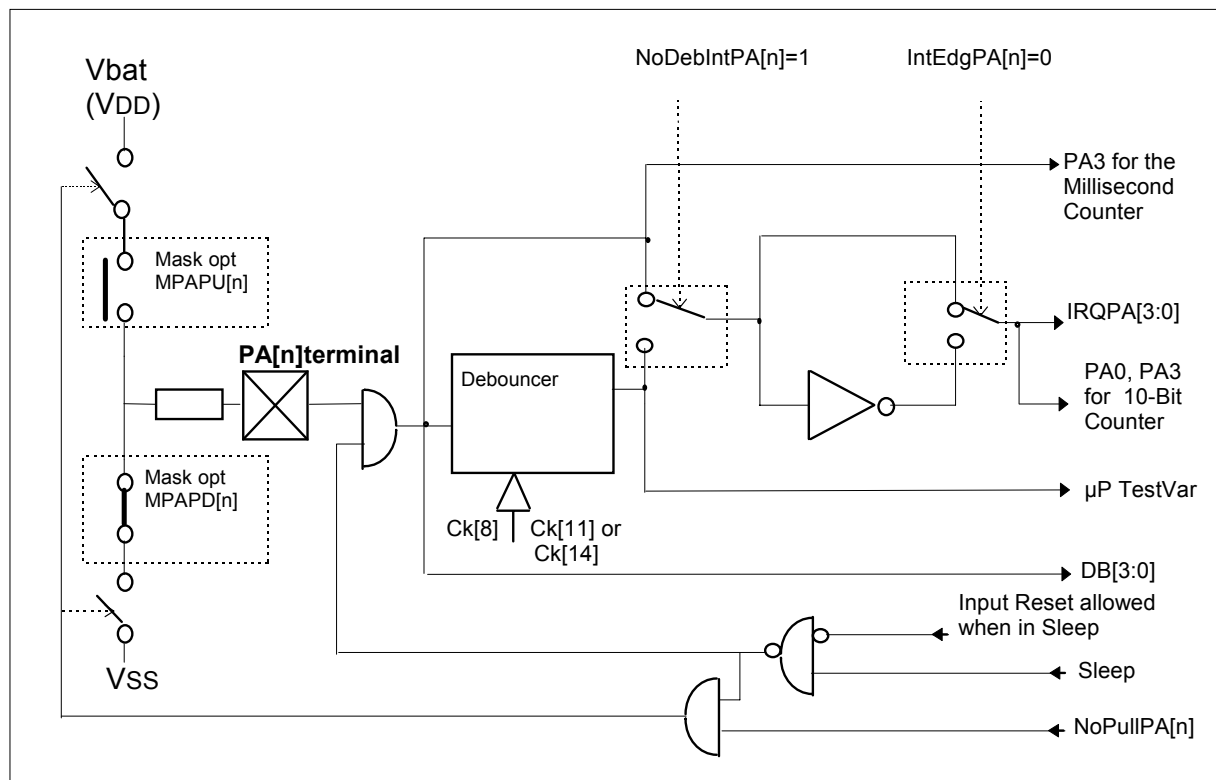 NoDebIntPA[n]=1
IntEdgPA[n]=0
Vbat
(VDD)
PA3 for the
Millisecond
Counter
Mask opt
MPAPU[n]
IRQPA[3:0]
PA[n]terminal
Debouncer
PA0, PA3
for 10-Bit
Counter
Mask opt
MPAPD[n]
µP TestVar
Ck[8]
Ck[11] or
Ck[14]
DB[3:0]
Input Reset allowed
when in Sleep
Sleep
VSS
NoPullPA[n]